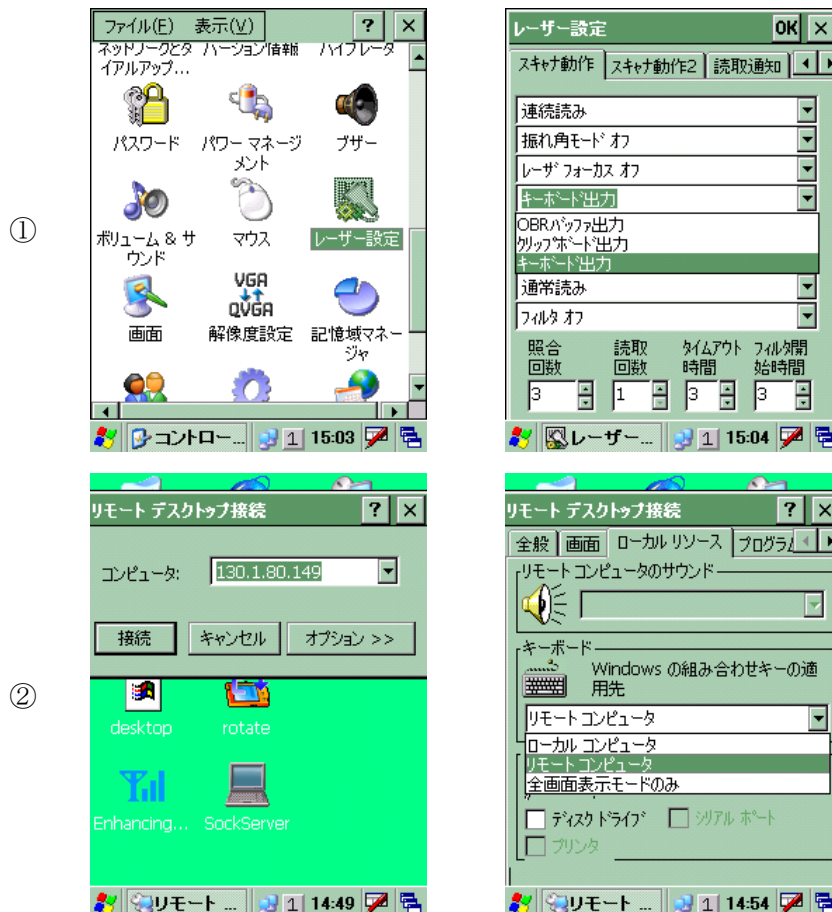 ①
ファイル(F) 表示(V) ? ×
ネットワークとダ バージョン情報 バイブレータ
イアルアップ...
パスワード パワー マネージ ブザー
メント
ボリューム & サ マウス レーザー設定
ウンド
VGA
QVGA
画面 解像度設定 記憶域マネー
ジャ
コントロー... 1 15:03
レーザー設定 OK ×
スキャナ動作 スキャナ動作2 読取通知
連続読み
振れ角モード オフ
レーザ フォーカス オフ
キーボード出力
OBRバッファ出力
クリップボード出力
キーボード出力
通常読み
フィルタ オフ
照合 読取 タイムアウト フィルタ開
回数 回数 時間 始時間
3 1 3 3
レーザー... 1 15:04
②
リモート デスクトップ接続 ? ×
コンピュータ: 130.1.80.149
接続 キャンセル オプション >>
desktop rotate
Enhancing... SockServer
リモート ... 1 14:49
リモート デスクトップ接続 ? ×
全般 画面 ローカル リソース プログラム
リモート コンピュータのサウンド
キーボード
Windows の組み合わせキーの適
用先
リモート コンピュータ
ローカル コンピュータ
リモート コンピュータ
全画面表示モードのみ
ディスク ドライブ シリアル ポート
プリンタ
リモート ... 1 14:54